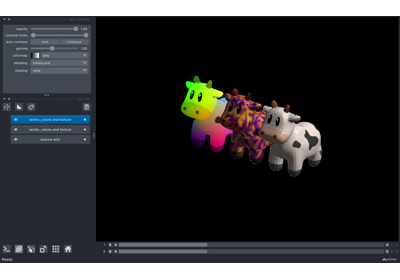 opacity: 1.00
contrast limits:
auto-contrast: once continuous
gamma: 1.00
colormap: gray
blending: translucent
shading: none
vertex_colors and texture
vertex_values and texture
texture only
Ready